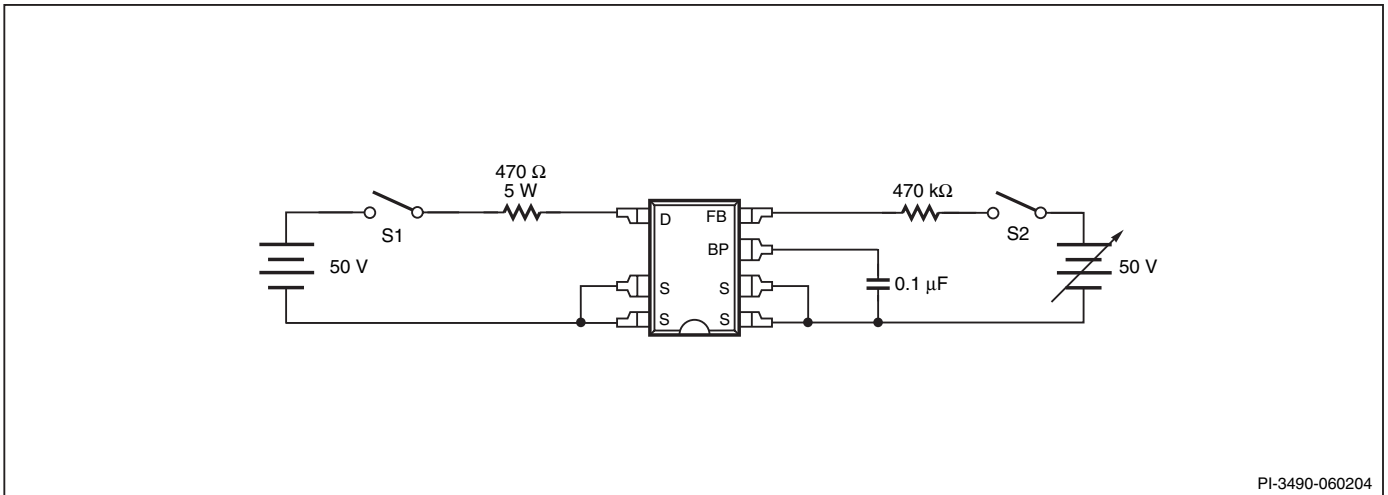 470 Ω
5 W
S1
50 V
D
S
S
FB
BP
S
S
470 kΩ
S2
50 V
0.1 μF
PI-3490-060204